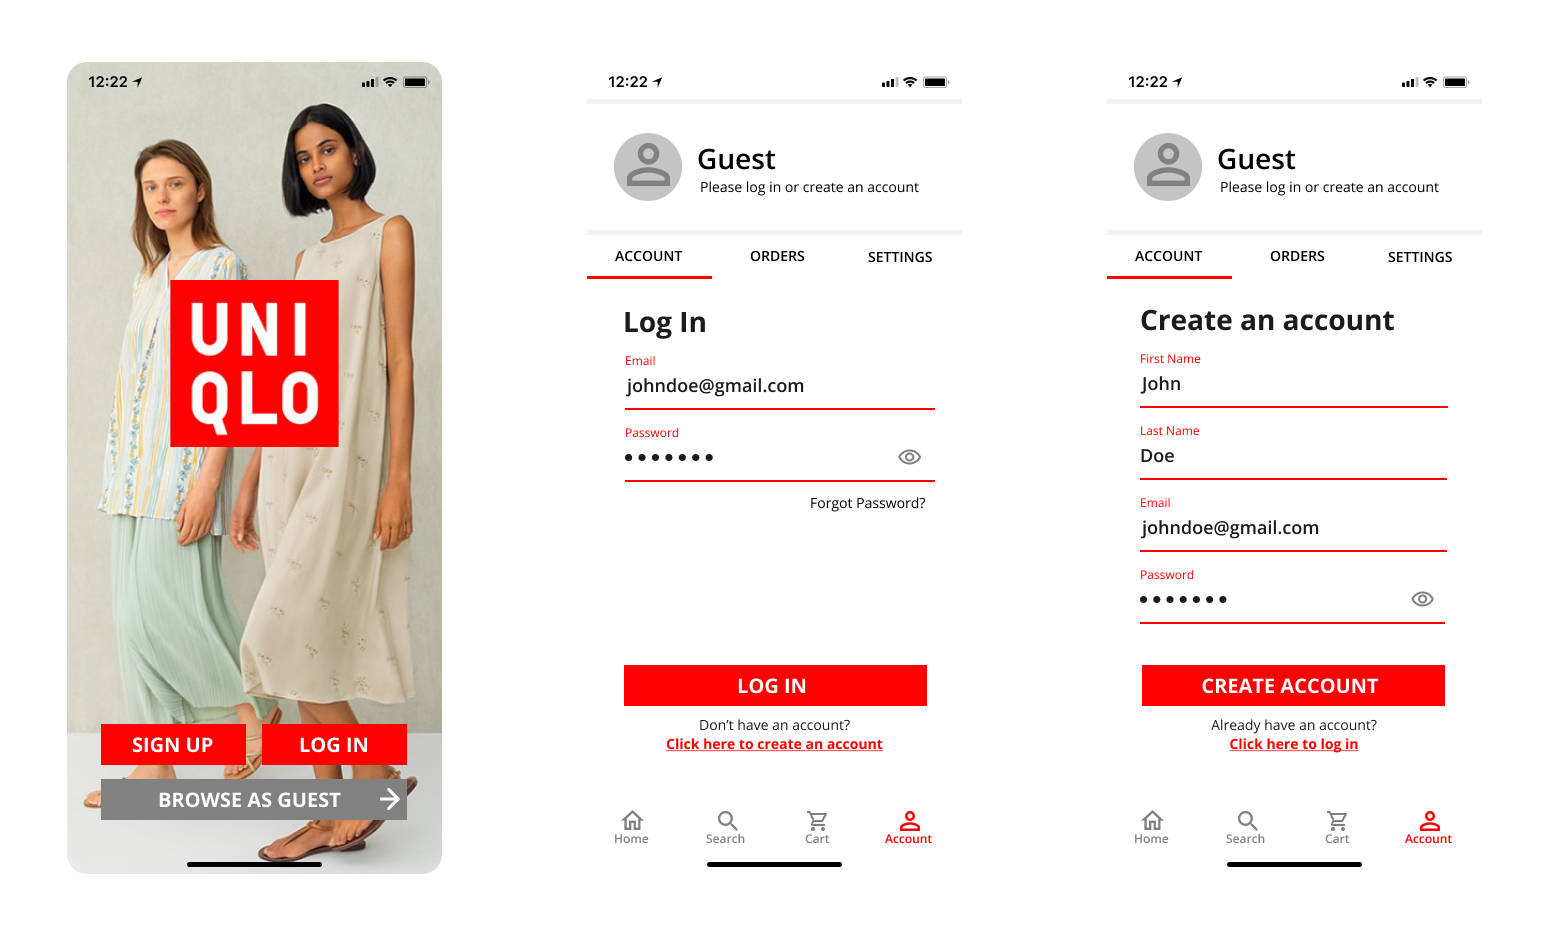 12:22
UNI
QLO
SIGN UP
LOG IN
BROWSE AS GUEST
12:22
Guest
Please log in or create an account
ACCOUNT
ORDERS
SETTINGS
Log In
Email
johndoe@gmail.com
Password
Forgot Password?
LOG IN
Don't have an account?
Click here to create an account
Home
Search
Cart
Account
12:22
Guest
Please log in or create an account
ACCOUNT
ORDERS
SETTINGS
Create an account
First Name
John
Last Name
Doe
Email
johndoe@gmail.com
Password
CREATE ACCOUNT
Already have an account?
Click here to log in
Home
Search
Cart
Account